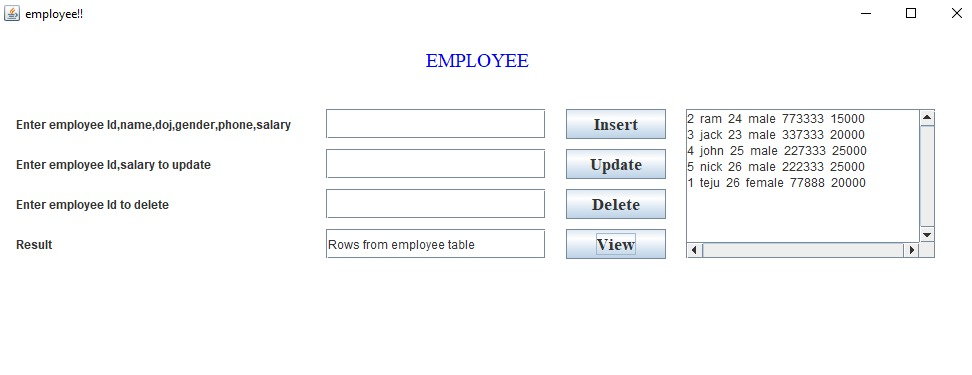 employee!!
EMPLOYEE
Enter employee Id,name,doj,gender,phone,salary
Insert
Enter employee Id,salary to update
Update
Enter employee Id to delete
Delete
Result
Rows from employee table
View
2 ram 24 male 773333 15000
3 jack 23 male 337333 20000
4 john 25 male 227333 25000
5 nick 26 male 222333 25000
1 teju 26 female 77888 20000